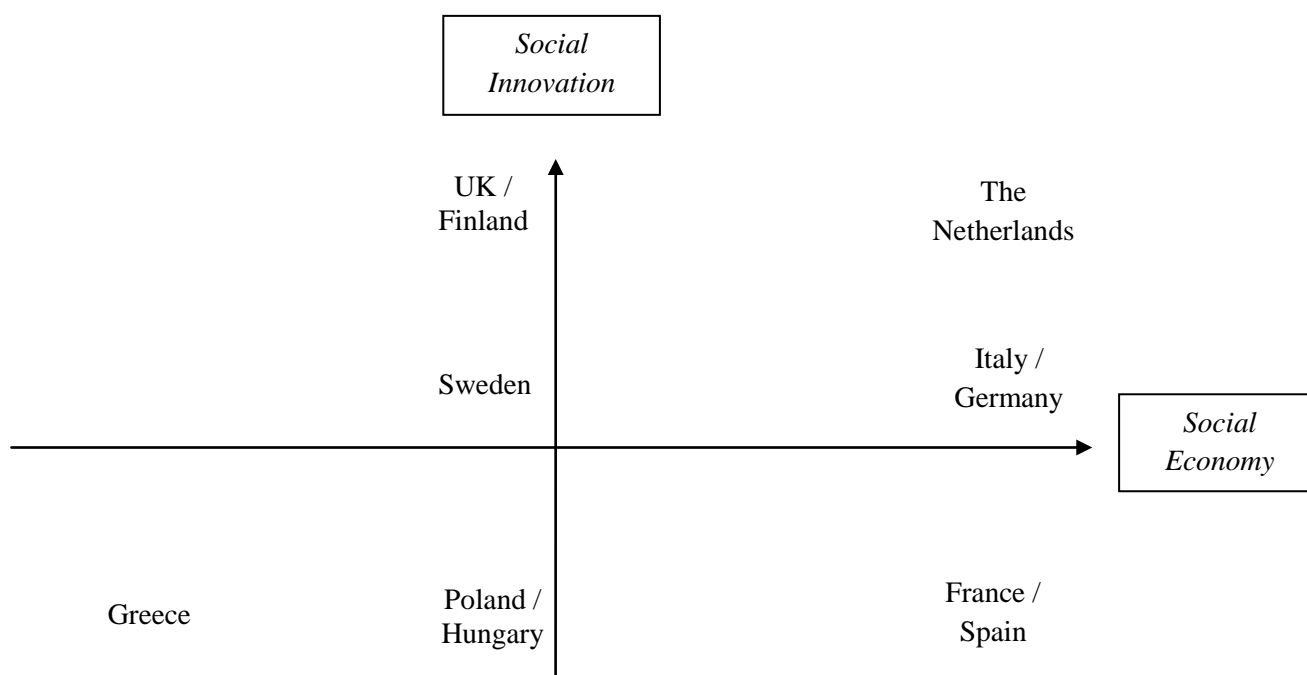 Social
Innovation
UK /
Finland
The
Netherlands
Sweden
Italy /
Germany
Social
Economy
Greece
Poland /
Hungary
France /
Spain